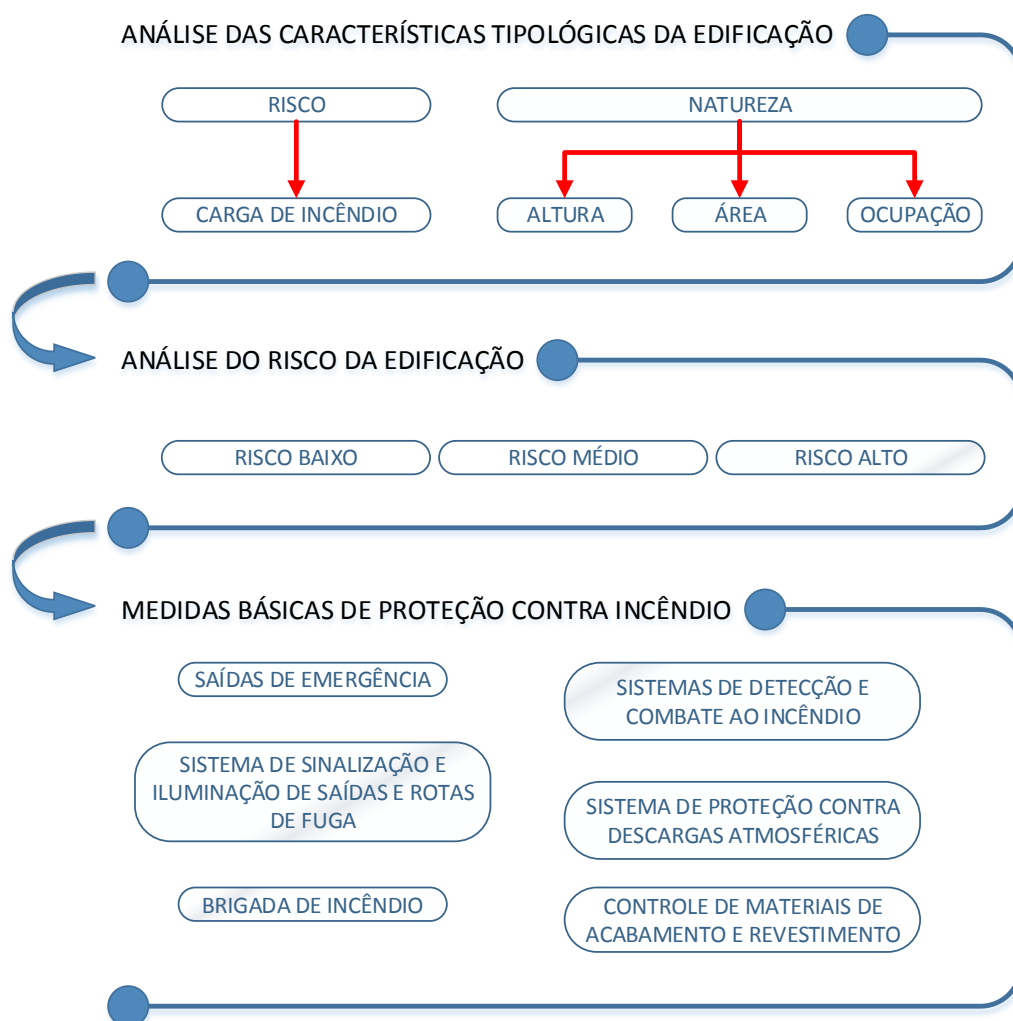 ANÁLISE DAS CARACTERÍSTICAS TIPOLÓGICAS DA EDIFICAÇÃO
RISCO
NATUREZA
CARGA DE INCÊNDIO
ALTURA
ÁREA
OCUPAÇÃO
ANÁLISE DO RISCO DA EDIFICAÇÃO
RISCO BAIXO
RISCO MÉDIO
RISCO ALTO
MEDIDAS BÁSICAS DE PROTEÇÃO CONTRA INCÊNDIO
SAÍDAS DE EMERGÊNCIA
SISTEMAS DE DETECÇÃO E
COMBATE AO INCÊNDIO
SISTEMA DE SINALIZAÇÃO E
ILUMINAÇÃO DE SAÍDAS E ROTAS
DE FUGA
SISTEMA DE PROTEÇÃO CONTRA
DESCARGAS ATMOSFÉRICAS
BRIGADA DE INCÊNDIO
CONTROLE DE MATERIAIS DE
ACABAMENTO E REVESTIMENTO